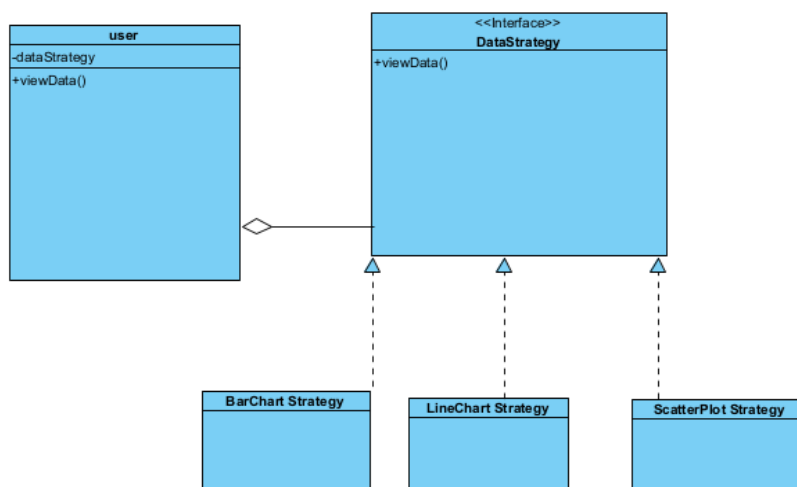 user
-dataStrategy
+viewData()
<<Interface>>
DataStrategy
+viewData()
BarChart Strategy
LineChart Strategy
ScatterPlot Strategy